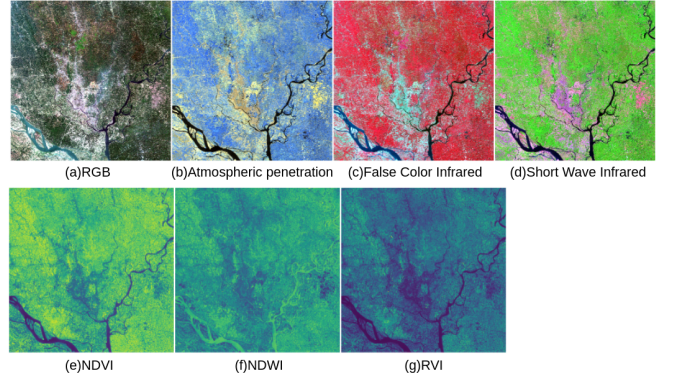 (a)RGB
(b)Atmospheric penetration
(c)False Color Infrared
(d)Short Wave Infrared
(e)NDVI
(f)NDWI
(g)RVI